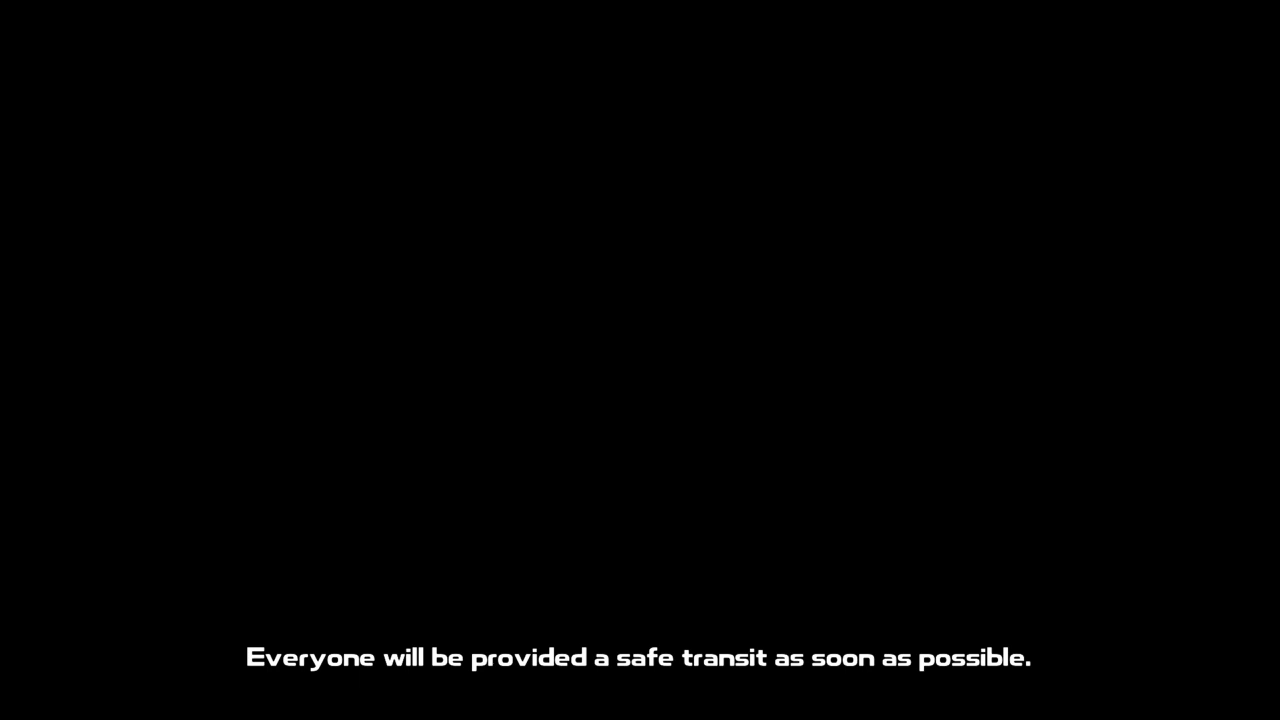 Everyone will be provided a safe transit as soon as possible.